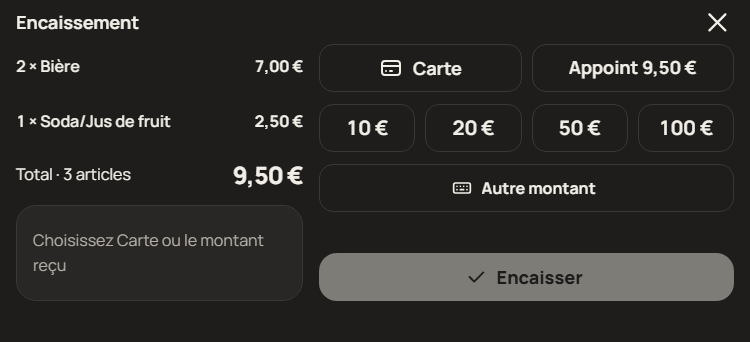 Encaissement
2 × Bière 7,00 €
1 × Soda/Jus de fruit 2,50 €
Total · 3 articles 9,50 €
Choisissez Carte ou le montant
reçu
Carte
Appoint 9,50 €
10 €
20 €
50 €
100 €
Autre montant
Encaisser